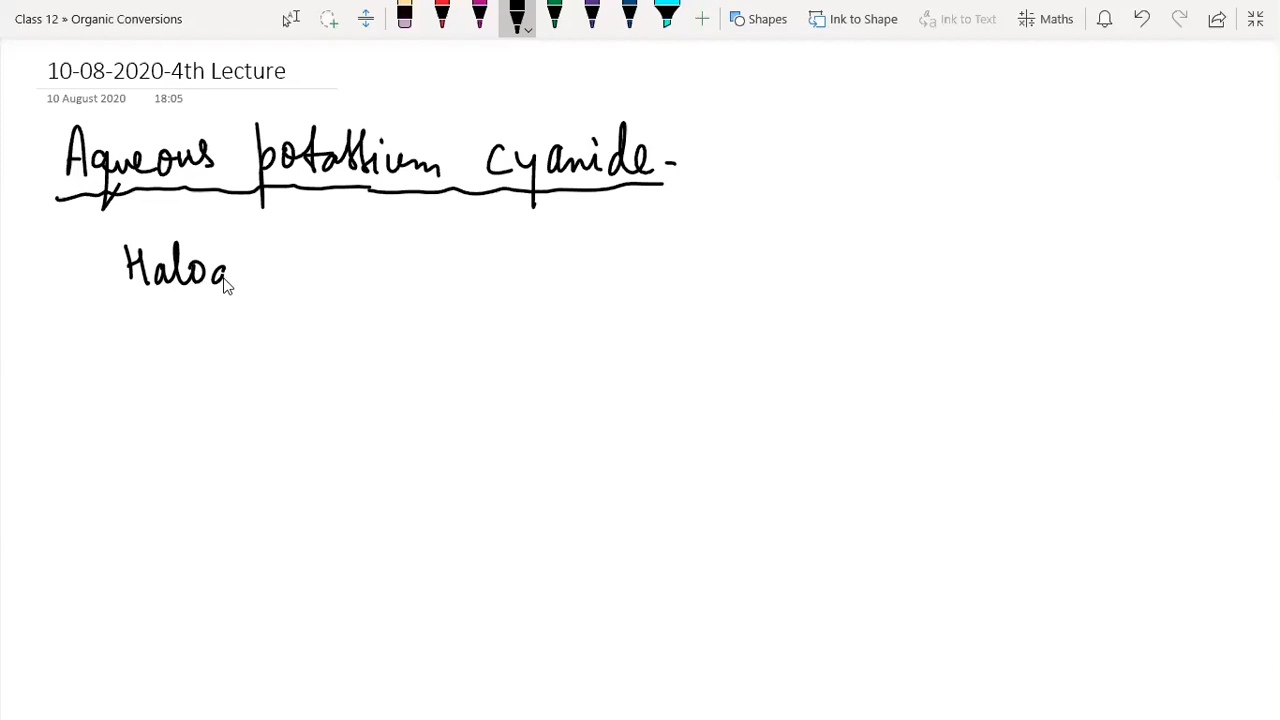 Class 12 » Organic Conversions
Shapes
Ink to Shape
Ink to Text
Maths
10-08-2020-4th Lecture
10 August 2020 18:05
Aqueous potassium cyanide-
Haloa